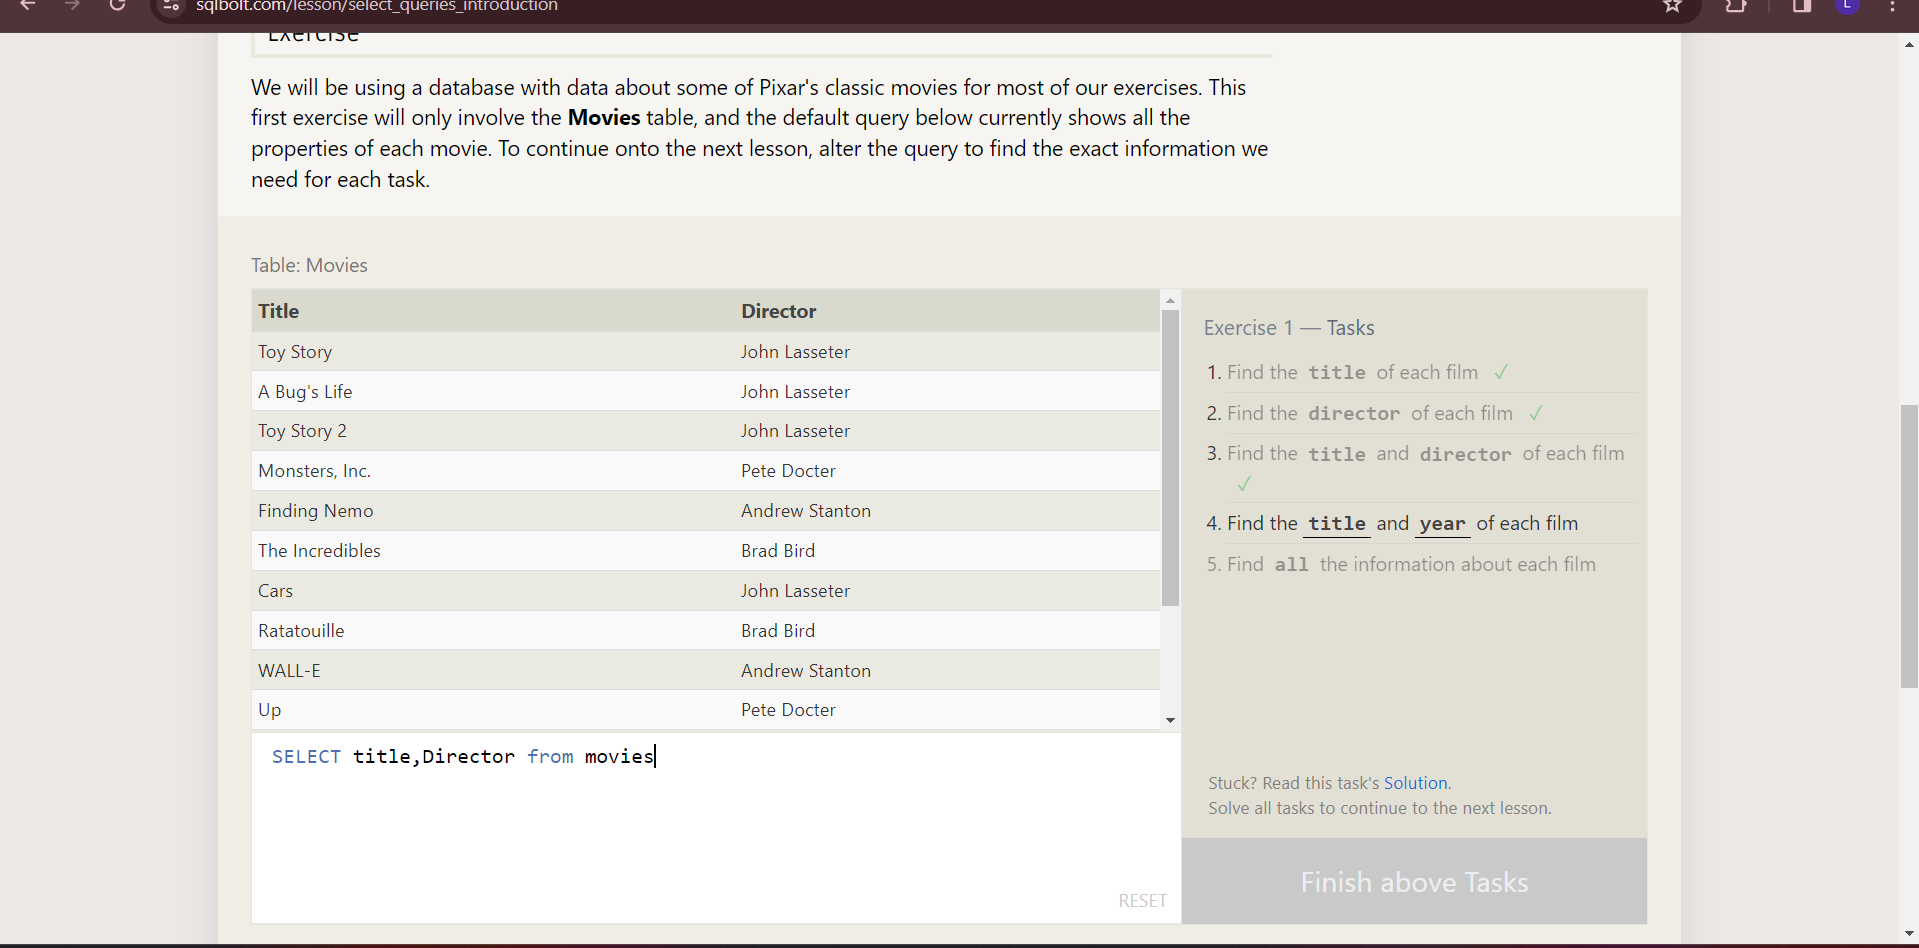 sqlbolt.com/lesson/select_queries_introduction
L
Exercise
We will be using a database with data about some of Pixar's classic movies for most of our exercises. This
first exercise will only involve the Movies table, and the default query below currently shows all the
properties of each movie. To continue onto the next lesson, alter the query to find the exact information we
need for each task.
Table: Movies
Title Director
Toy Story John Lasseter
A Bug's Life John Lasseter
Toy Story 2 John Lasseter
Monsters, Inc. Pete Docter
Finding Nemo Andrew Stanton
The Incredibles Brad Bird
Cars John Lasseter
Ratatouille Brad Bird
WALL-E Andrew Stanton
Up Pete Docter
SELECT title,Director from movies
RESET
Exercise 1 — Tasks
1. Find the title of each film ✓
2. Find the director of each film ✓
3. Find the title and director of each film
✓
4. Find the title and year of each film
5. Find all the information about each film
Stuck? Read this task's Solution.
Solve all tasks to continue to the next lesson.
Finish above Tasks